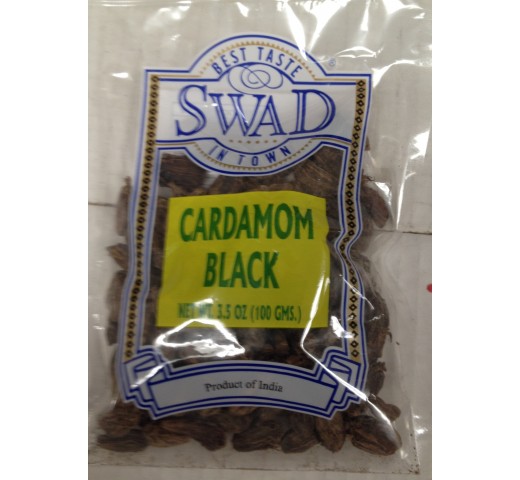 BEST TASTE
SWAD
®
IN TOWN
CARDAMOM
BLACK
NET WT. 3.5 OZ (100 GMS.)
Product of India